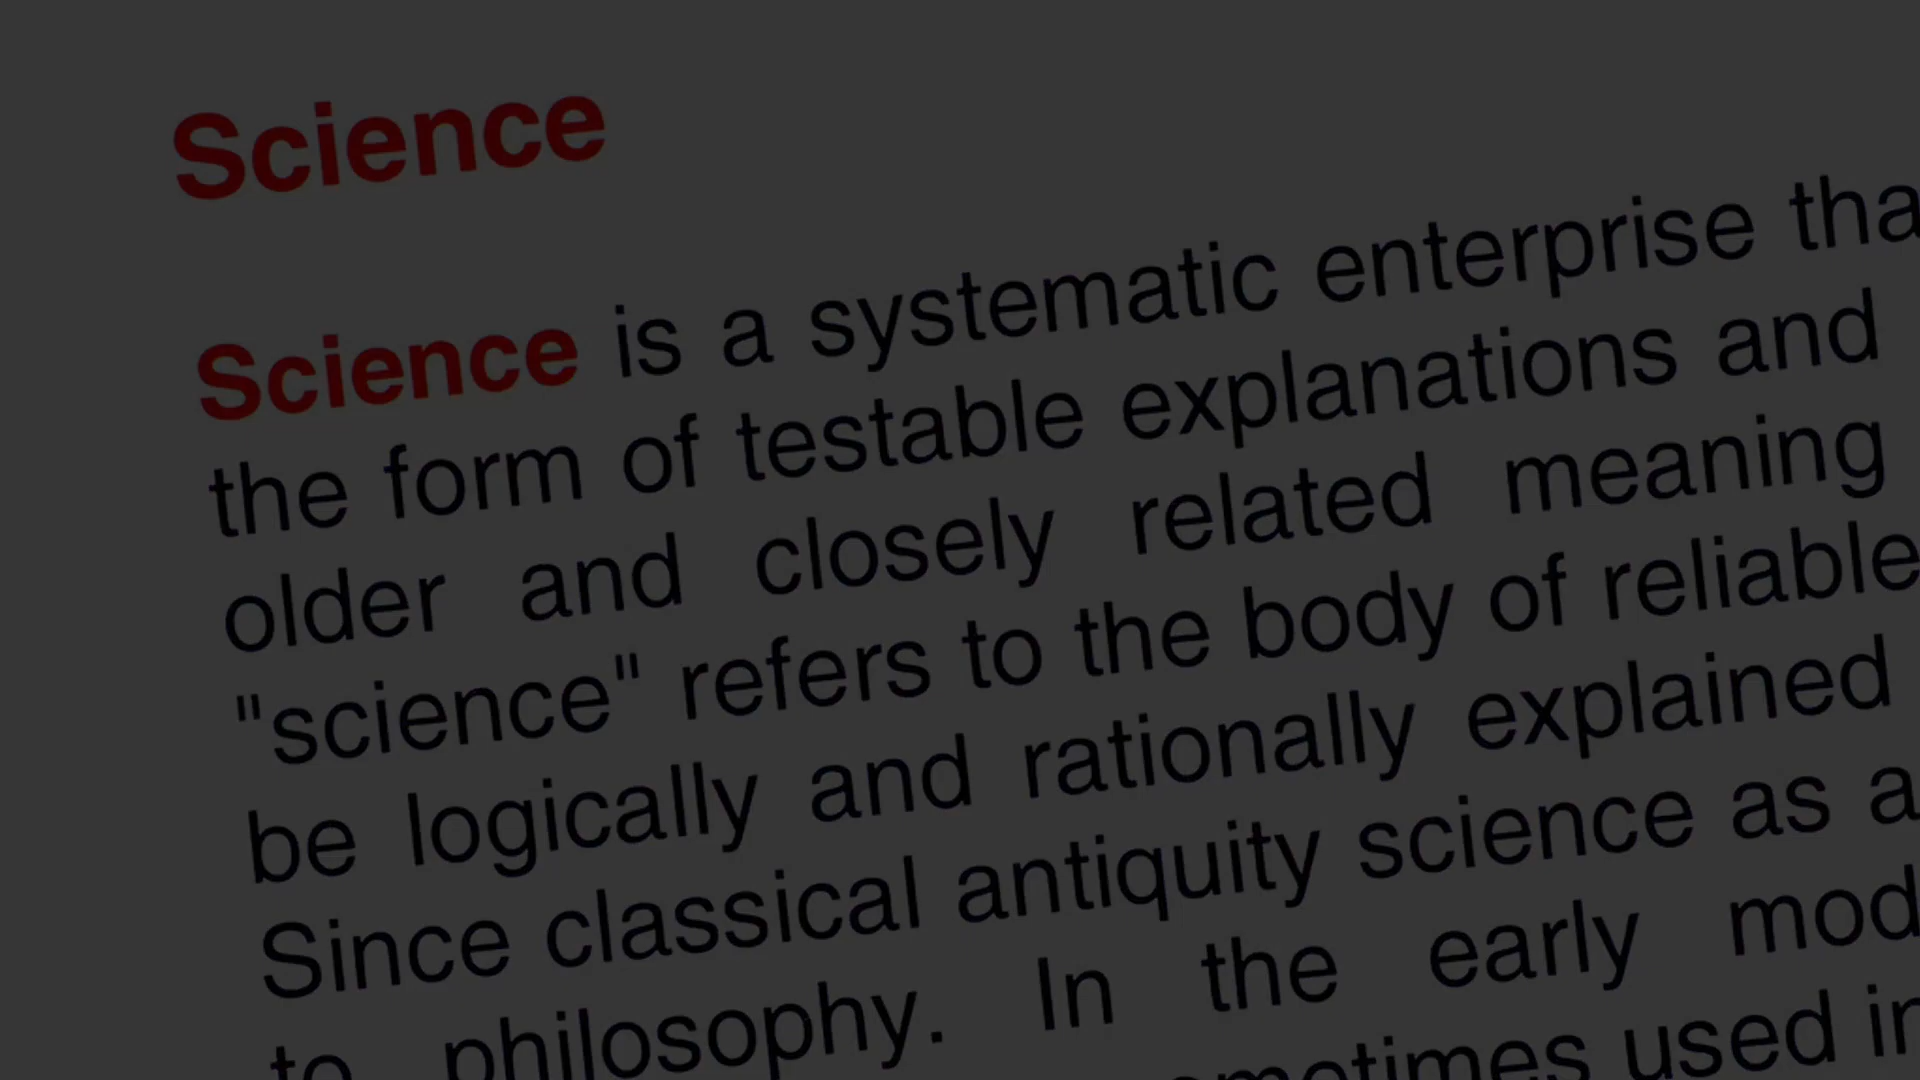 Science
Science is a systematic enterprise tha
the form of testable explanations and
older and closely related meaning
"science" refers to the body of reliable
be logically and rationally explained
Since classical antiquity science as a
to philosophy. In the early mod
ometimes used in